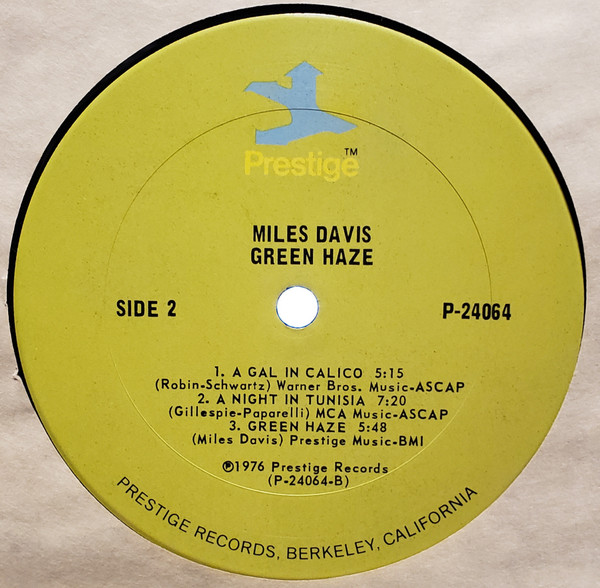 Prestige™
MILES DAVIS
GREEN HAZE
SIDE 2
P-24064
1. A GAL IN CALICO 5:15
(Robin-Schwartz) Warner Bros. Music-ASCAP
2. A NIGHT IN TUNISIA 7:20
(Gillespie-Paparelli) MCA Music-ASCAP
3. GREEN HAZE 5:48
(Miles Davis) Prestige Music-BMI
℗1976 Prestige Records
(P-24064-B)
PRESTIGE RECORDS, BERKELEY, CALIFORNIA